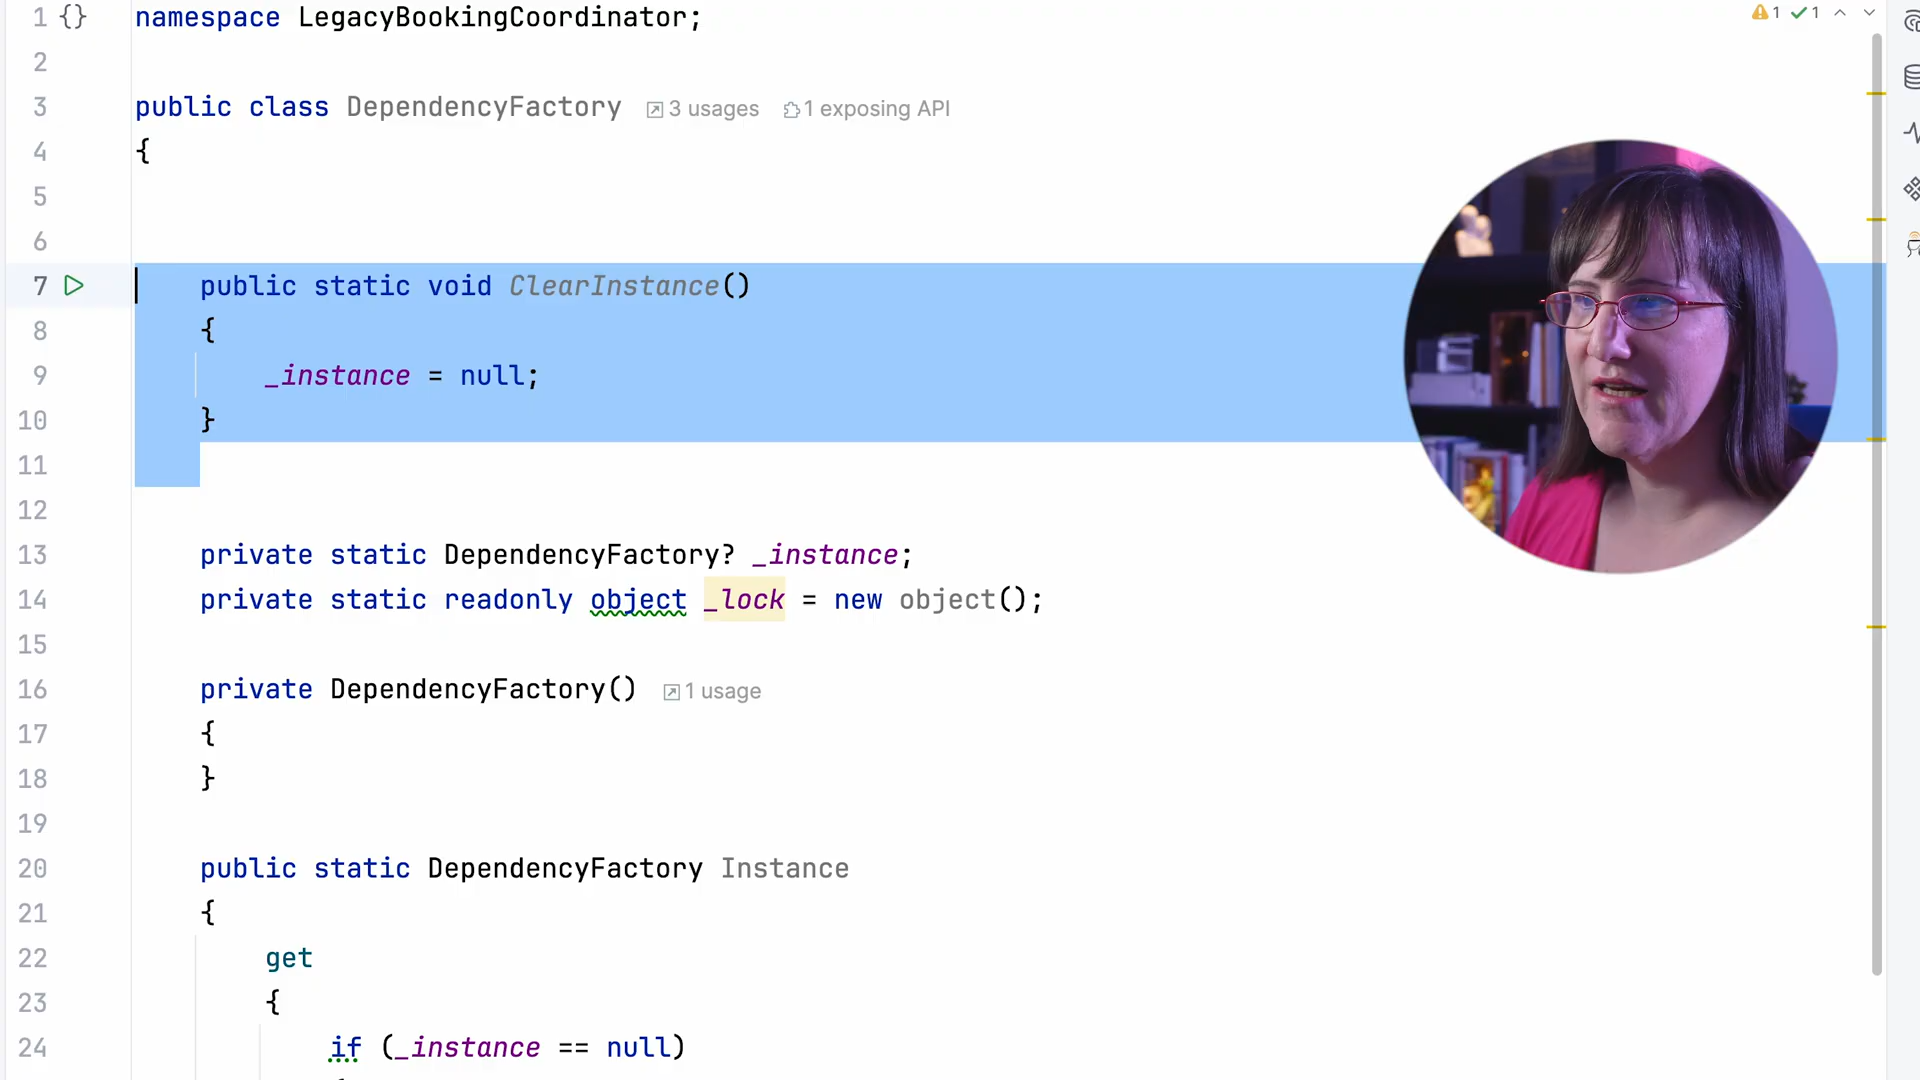 1 {} namespace LegacyBookingCoordinator;
1 1
2
3 public class DependencyFactory 3 usages 1 exposing API
4 {
5
6
7 public static void ClearInstance()
8 {
9 _instance = null;
10 }
11
12
13 private static DependencyFactory? _instance;
14 private static readonly object _lock = new object();
15
16 private DependencyFactory() 1 usage
17 {
18 }
19
20 public static DependencyFactory Instance
21 {
22 get
23 {
24 if (_instance == null)